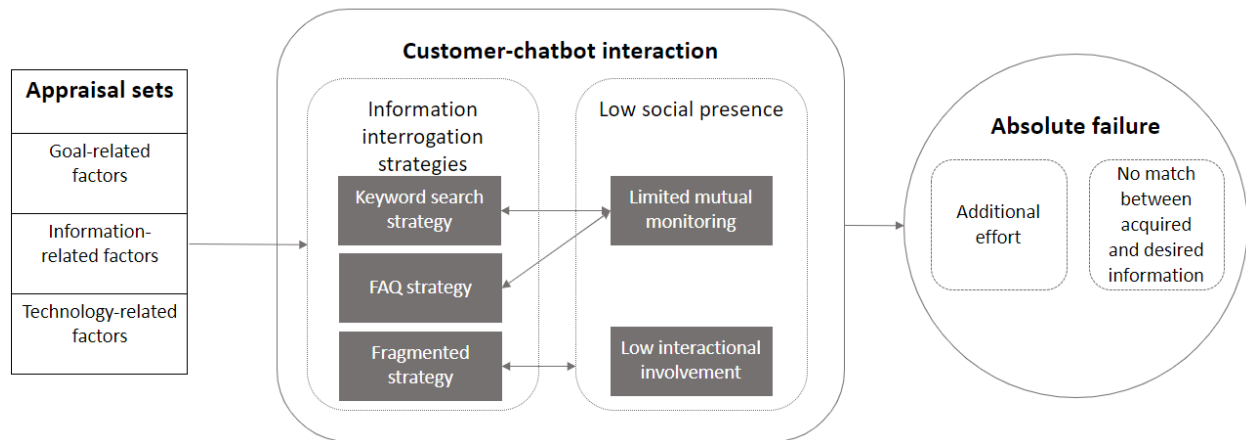 Appraisal sets
Goal-related
factors
Information-
related factors
Technology-related
factors
Customer-chatbot interaction
Information
interrogation
strategies
Keyword search
strategy
FAQ strategy
Fragmented
strategy
Low social presence
Limited mutual
monitoring
Low interactional
involvement
Absolute failure
Additional
effort
No match
between
acquired
and desired
information